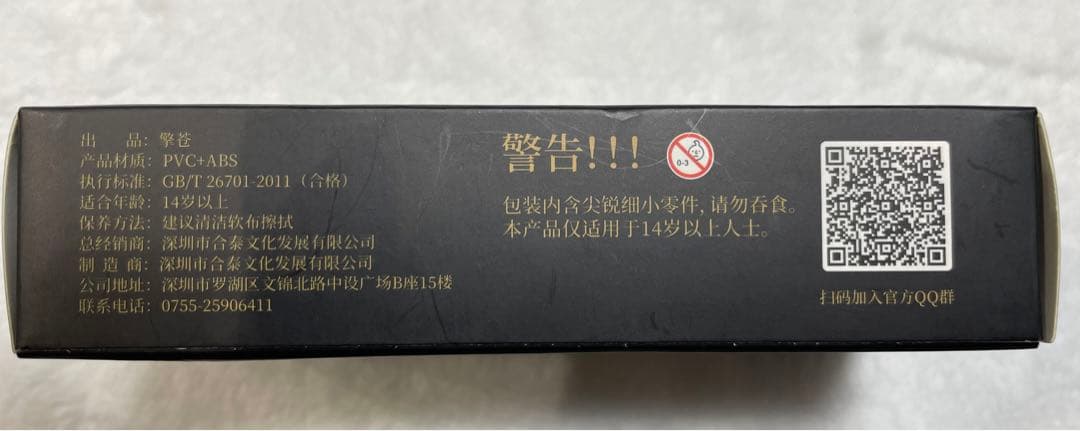 出　　品：擎苍
产品材质：PVC+ABS
执行标准：GB/T 26701-2011（合格）
适合年龄：14岁以上
保养方法：建议清洁软布擦拭
总经销商：深圳市合泰文化发展有限公司
制 造 商：深圳市合泰文化发展有限公司
公司地址：深圳市罗湖区文锦北路中设广场B座15楼
联系电话：0755-25906411
警告!!!
0-3
包装内含尖锐细小零件,请勿吞食。
本产品仅适用于14岁以上人士。
扫码加入官方QQ群